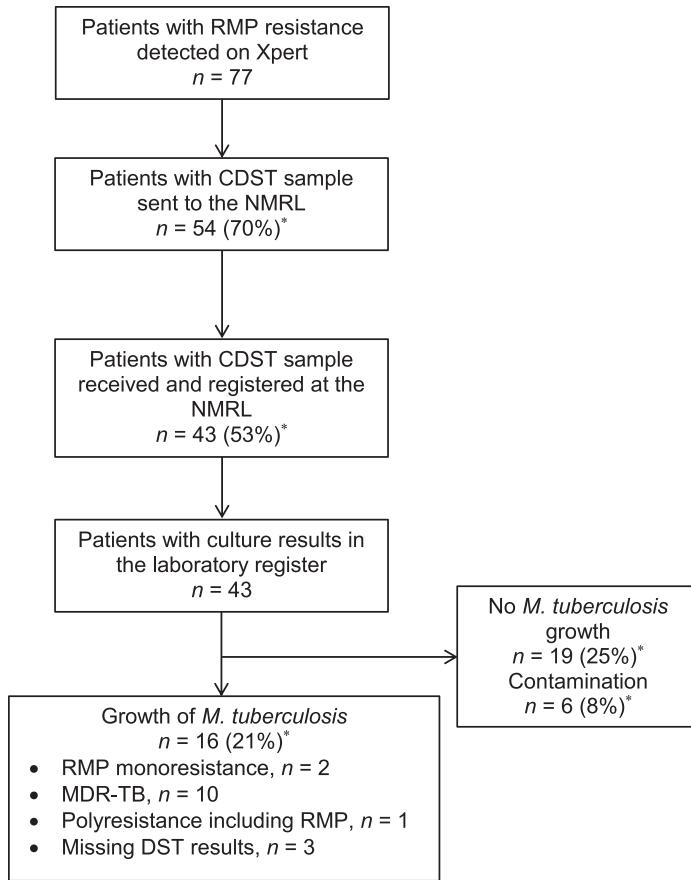 Patients with RMP resistance
detected on Xpert
n = 77
Patients with CDST sample
sent to the NMRL
n = 54 (70%)*
Patients with CDST sample
received and registered at the
NMRL
n = 43 (53%)*
Patients with culture results in
the laboratory register
n = 43
No M. tuberculosis
growth
n = 19 (25%)*
Contamination
n = 6 (8%)*
Growth of M. tuberculosis
n = 16 (21%)*
• RMP monoresistance, n = 2
• MDR-TB, n = 10
• Polyresistance including RMP, n = 1
• Missing DST results, n = 3